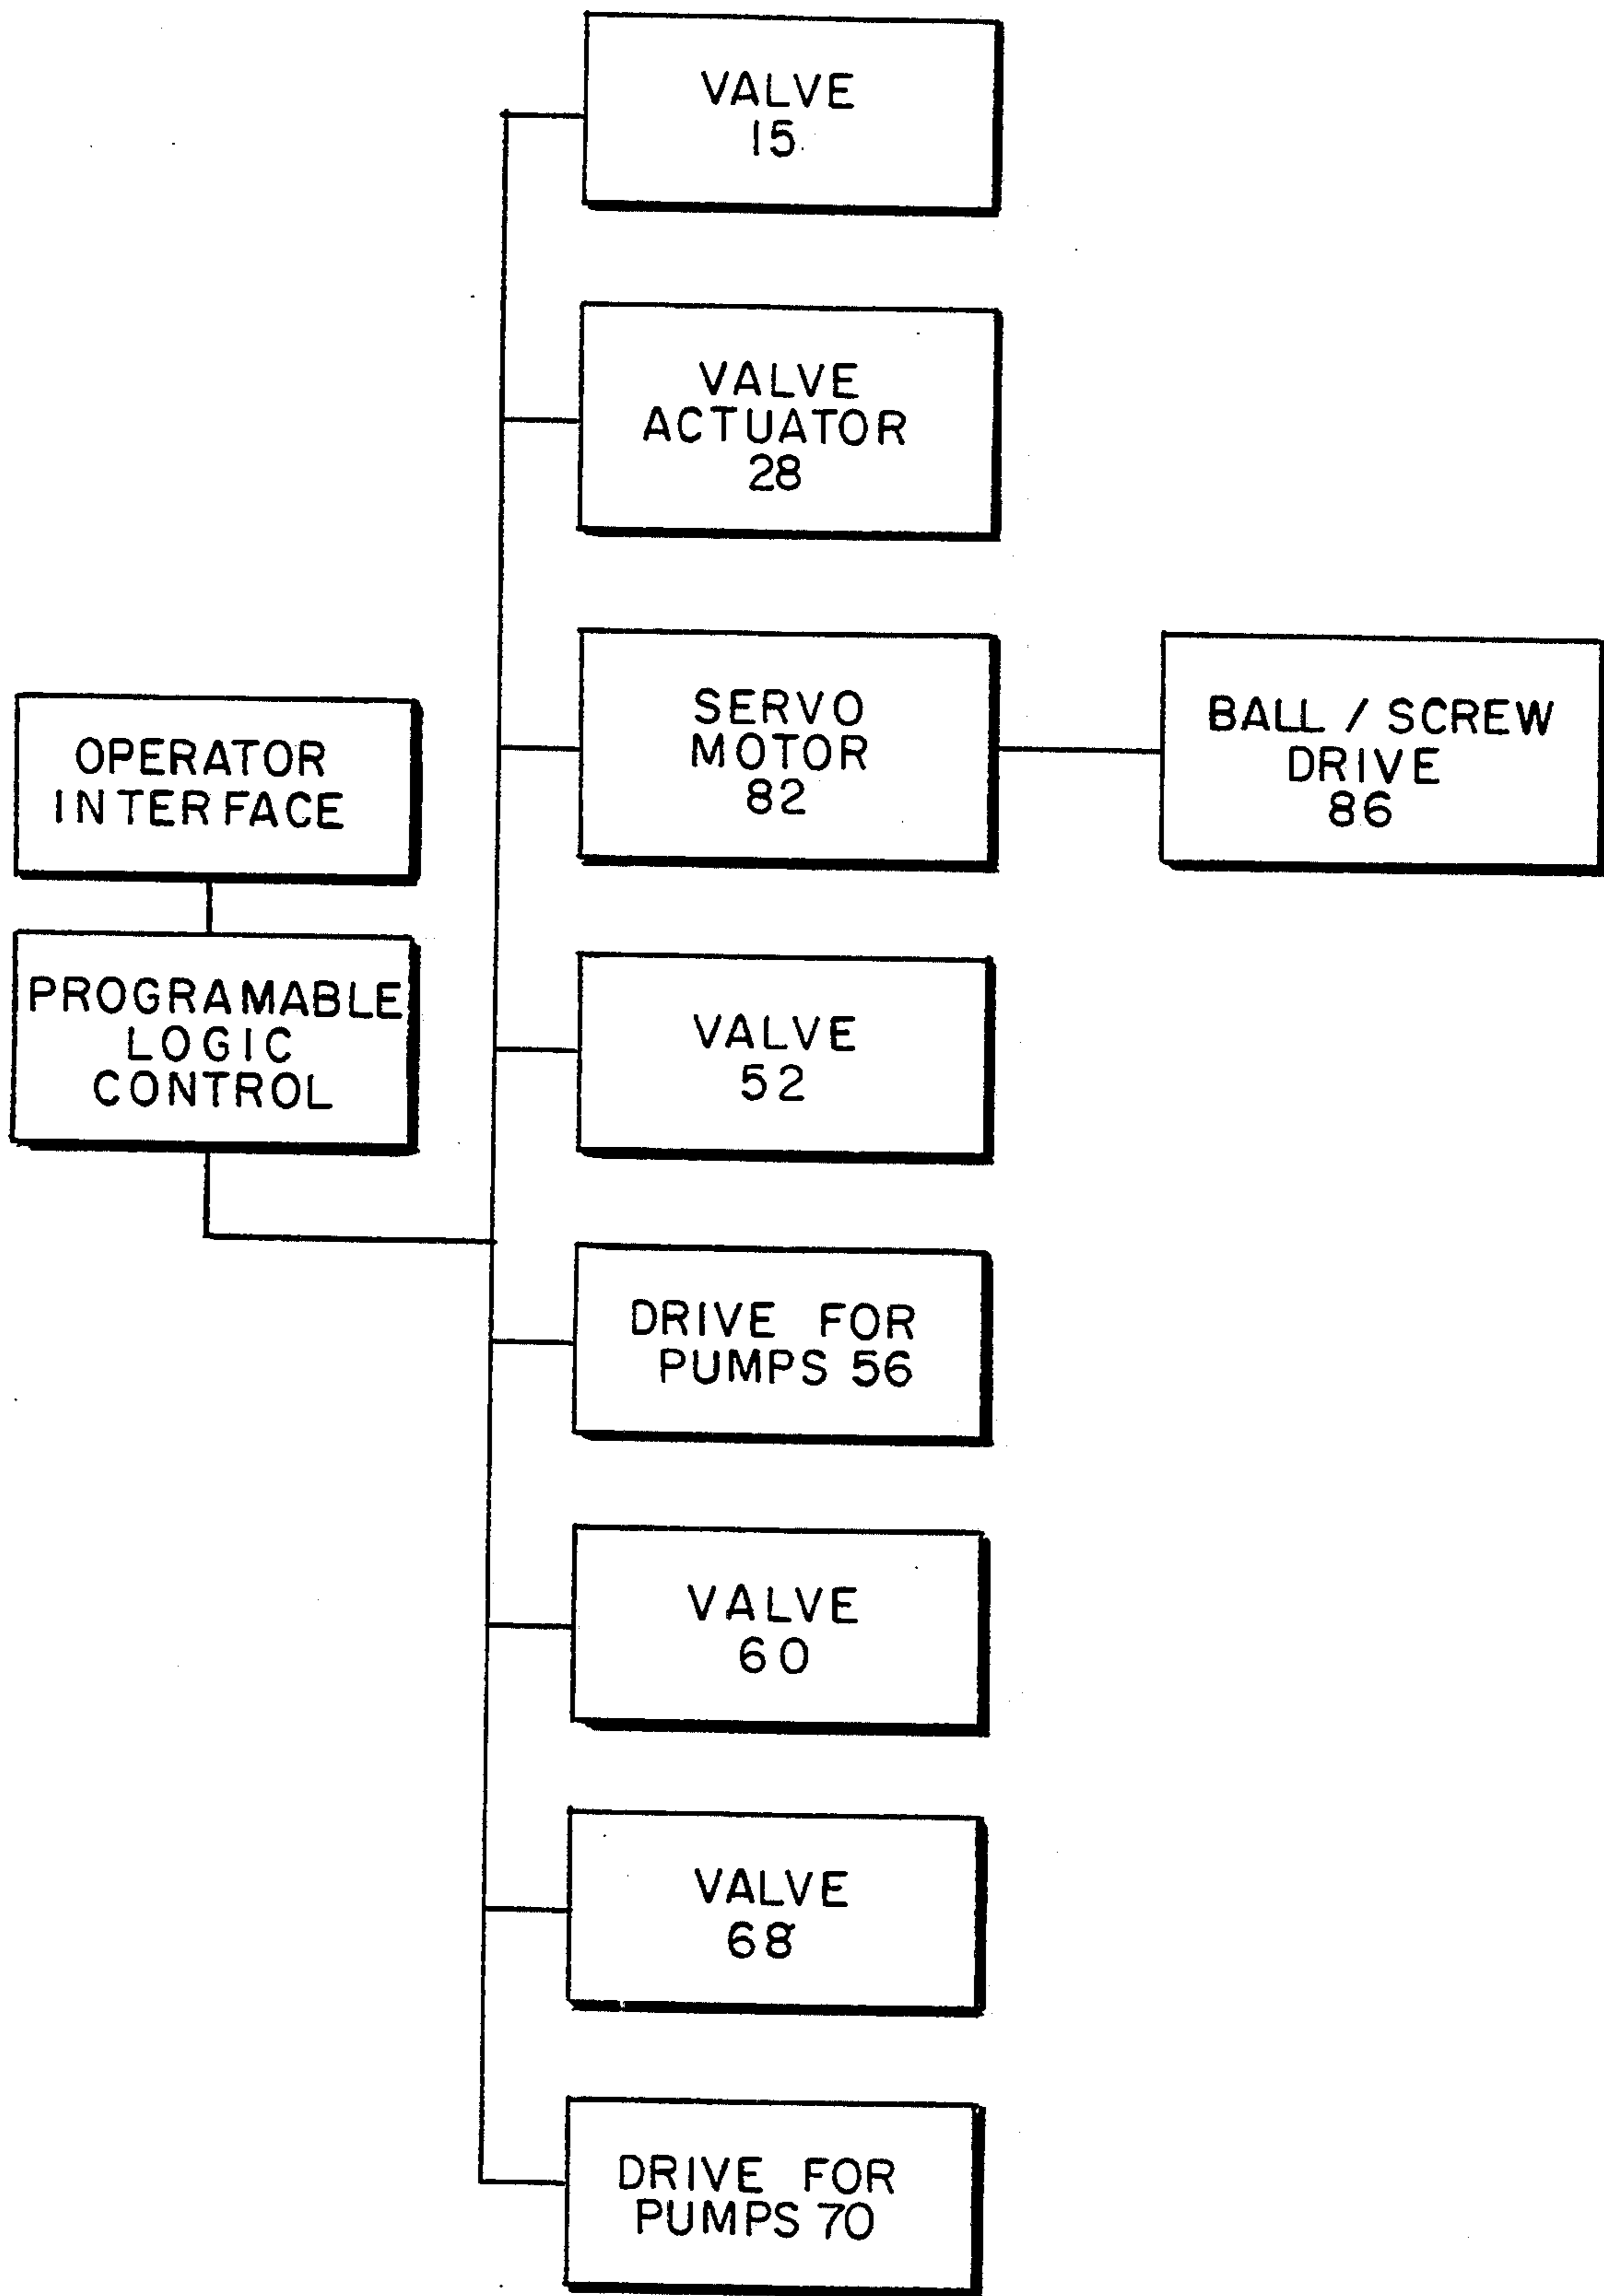 VALVE
15
VALVE
ACTUATOR
28
SERVO
MOTOR
82
BALL / SCREW
DRIVE
86
OPERATOR
INTERFACE
PROGRAMABLE
LOGIC
CONTROL
VALVE
52
DRIVE FOR
PUMPS 56
VALVE
60
VALVE
68
DRIVE FOR
PUMPS 70